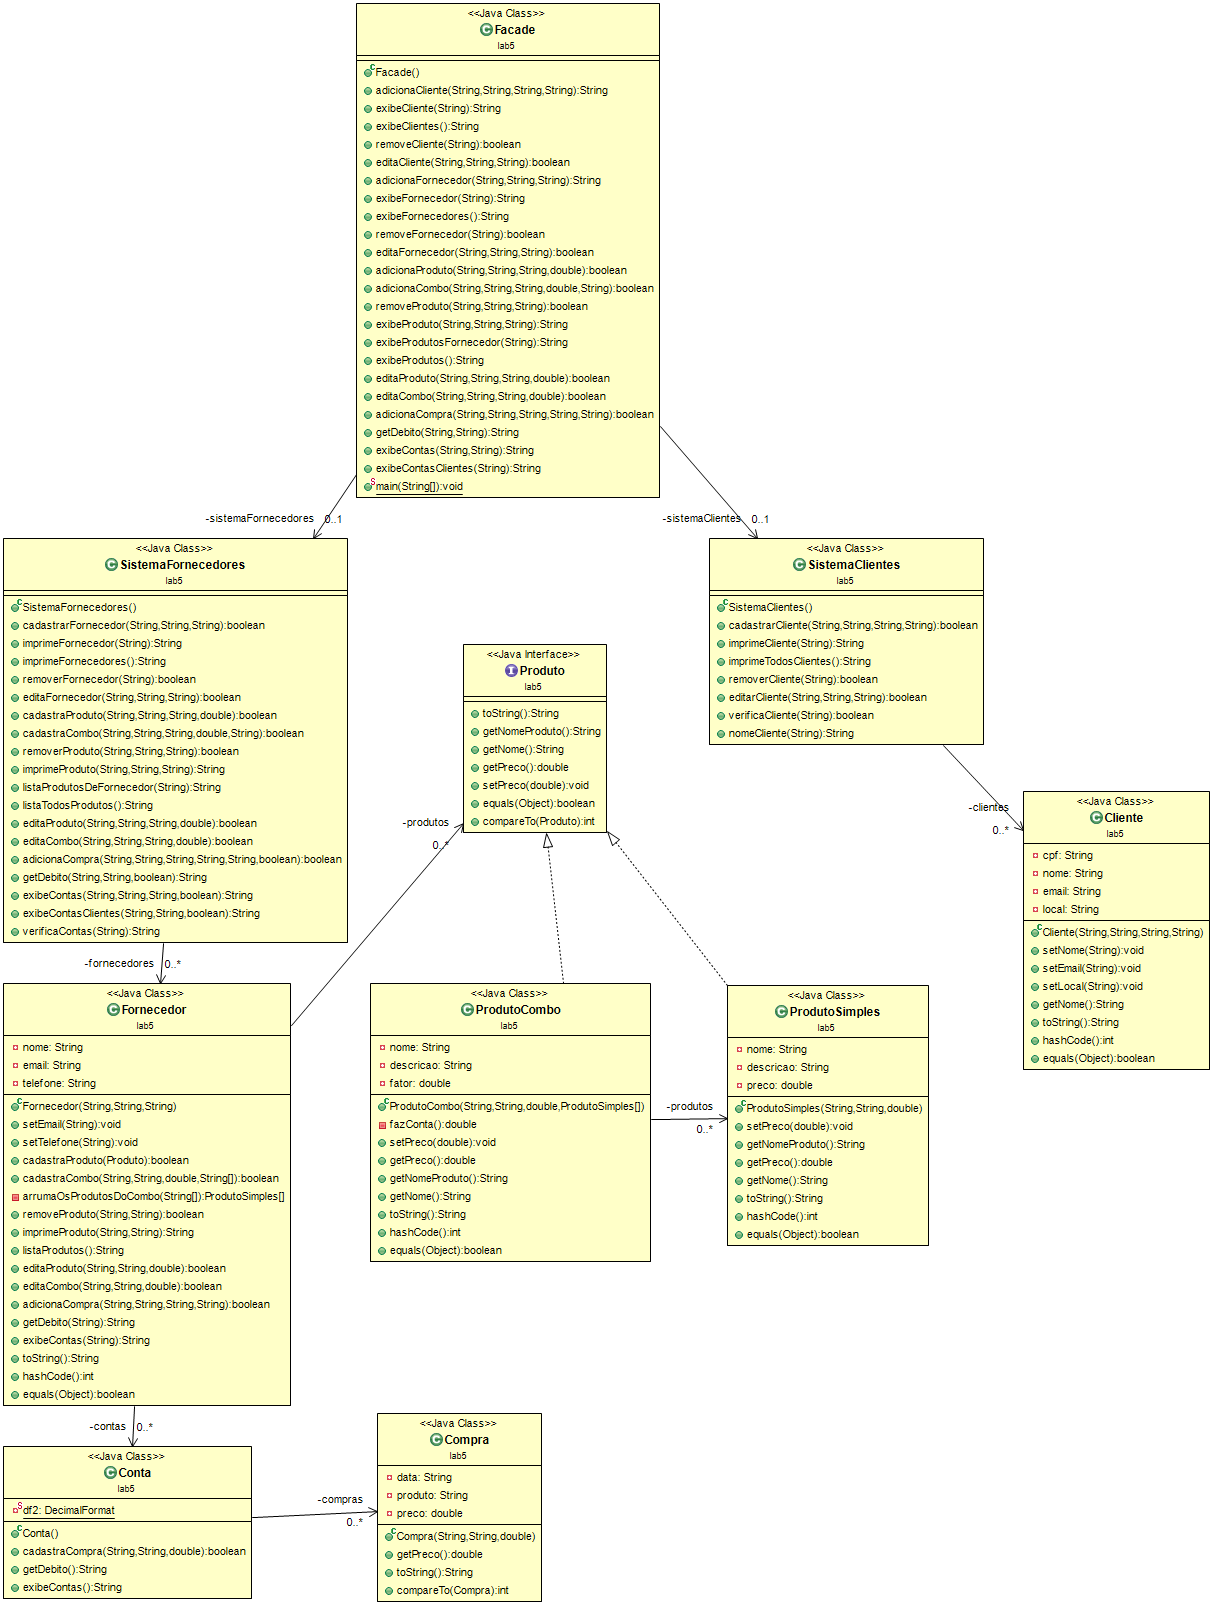 <<Java Class>>
Facade
lab5
Facade()
adicionaCliente(String,String,String,String):String
exibeCliente(String):String
exibeClientes():String
removeCliente(String):boolean
editaCliente(String,String,String):boolean
adicionaFornecedor(String,String,String):String
exibeFornecedor(String):String
exibeFornecedores():String
removeFornecedor(String):boolean
editaFornecedor(String,String,String):boolean
adicionaProduto(String,String,String,double):boolean
adicionaCombo(String,String,String,double,String):boolean
removeProduto(String,String,String):boolean
exibeProduto(String,String,String):String
exibeProdutosFornecedor(String):String
exibeProdutos():String
editaProduto(String,String,String,double):boolean
editaCombo(String,String,String,double):boolean
adicionaCompra(String,String,String,String,String):boolean
getDebito(String,String):String
exibeContas(String,String):String
exibeContasClientes(String):String
main(String[]):void
-sistemaFornecedores 0..1
-sistemaClientes 0..1
<<Java Class>>
SistemaFornecedores
lab5
SistemaFornecedores()
cadastrarFornecedor(String,String,String):boolean
imprimeFornecedor(String):String
imprimeFornecedores():String
removerFornecedor(String):boolean
editaFornecedor(String,String,String):boolean
cadastraProduto(String,String,String,double):boolean
cadastraCombo(String,String,String,double,String):boolean
removerProduto(String,String,String):boolean
imprimeProduto(String,String,String):String
listaProdutosDeFornecedor(String):String
listaTodosProdutos():String
editaProduto(String,String,String,double):boolean
editaCombo(String,String,String,double):boolean
adicionaCompra(String,String,String,String,String,boolean):boolean
getDebito(String,String,boolean):String
exibeContas(String,String,String,boolean):String
exibeContasClientes(String,String,boolean):String
verificaContas(String):String
<<Java Class>>
SistemaClientes
lab5
SistemaClientes()
cadastrarCliente(String,String,String,String):boolean
imprimeCliente(String):String
imprimeTodosClientes():String
removerCliente(String):boolean
editarCliente(String,String,String):boolean
verificaCliente(String):boolean
nomeCliente(String):String
<<Java Interface>>
Produto
lab5
toString():String
getNomeProduto():String
getNome():String
getPreco():double
setPreco(double):void
equals(Object):boolean
compareTo(Produto):int
-produtos
0..*
-clientes
0..*
<<Java Class>>
Cliente
lab5
cpf: String
nome: String
email: String
local: String
Cliente(String,String,String,String)
setNome(String):void
setEmail(String):void
setLocal(String):void
getNome():String
toString():String
hashCode():int
equals(Object):boolean
-fornecedores 0..*
<<Java Class>>
Fornecedor
lab5
nome: String
email: String
telefone: String
Fornecedor(String,String,String)
setEmail(String):void
setTelefone(String):void
cadastraProduto(Produto):boolean
cadastraCombo(String,String,double,String[]):boolean
arrumaOsProdutosDoCombo(String[]):ProdutoSimples[]
removeProduto(String,String):boolean
imprimeProduto(String,String):String
listaProdutos():String
editaProduto(String,String,double):boolean
editaCombo(String,String,double):boolean
adicionaCompra(String,String,String,String):boolean
getDebito(String):String
exibeContas(String):String
toString():String
hashCode():int
equals(Object):boolean
<<Java Class>>
ProdutoCombo
lab5
nome: String
descricao: String
fator: double
ProdutoCombo(String,String,double,ProdutoSimples[])
fazConta():double
setPreco(double):void
getPreco():double
getNomeProduto():String
getNome():String
toString():String
hashCode():int
equals(Object):boolean
-produtos
0..*
<<Java Class>>
ProdutoSimples
lab5
nome: String
descricao: String
preco: double
ProdutoSimples(String,String,double)
setPreco(double):void
getNomeProduto():String
getPreco():double
getNome():String
toString():String
hashCode():int
equals(Object):boolean
-contas 0..*
<<Java Class>>
Conta
lab5
df2: DecimalFormat
Conta()
cadastraCompra(String,String,double):boolean
getDebito():String
exibeContas():String
-compras
0..*
<<Java Class>>
Compra
lab5
data: String
produto: String
preco: double
Compra(String,String,double)
getPreco():double
toString():String
compareTo(Compra):int